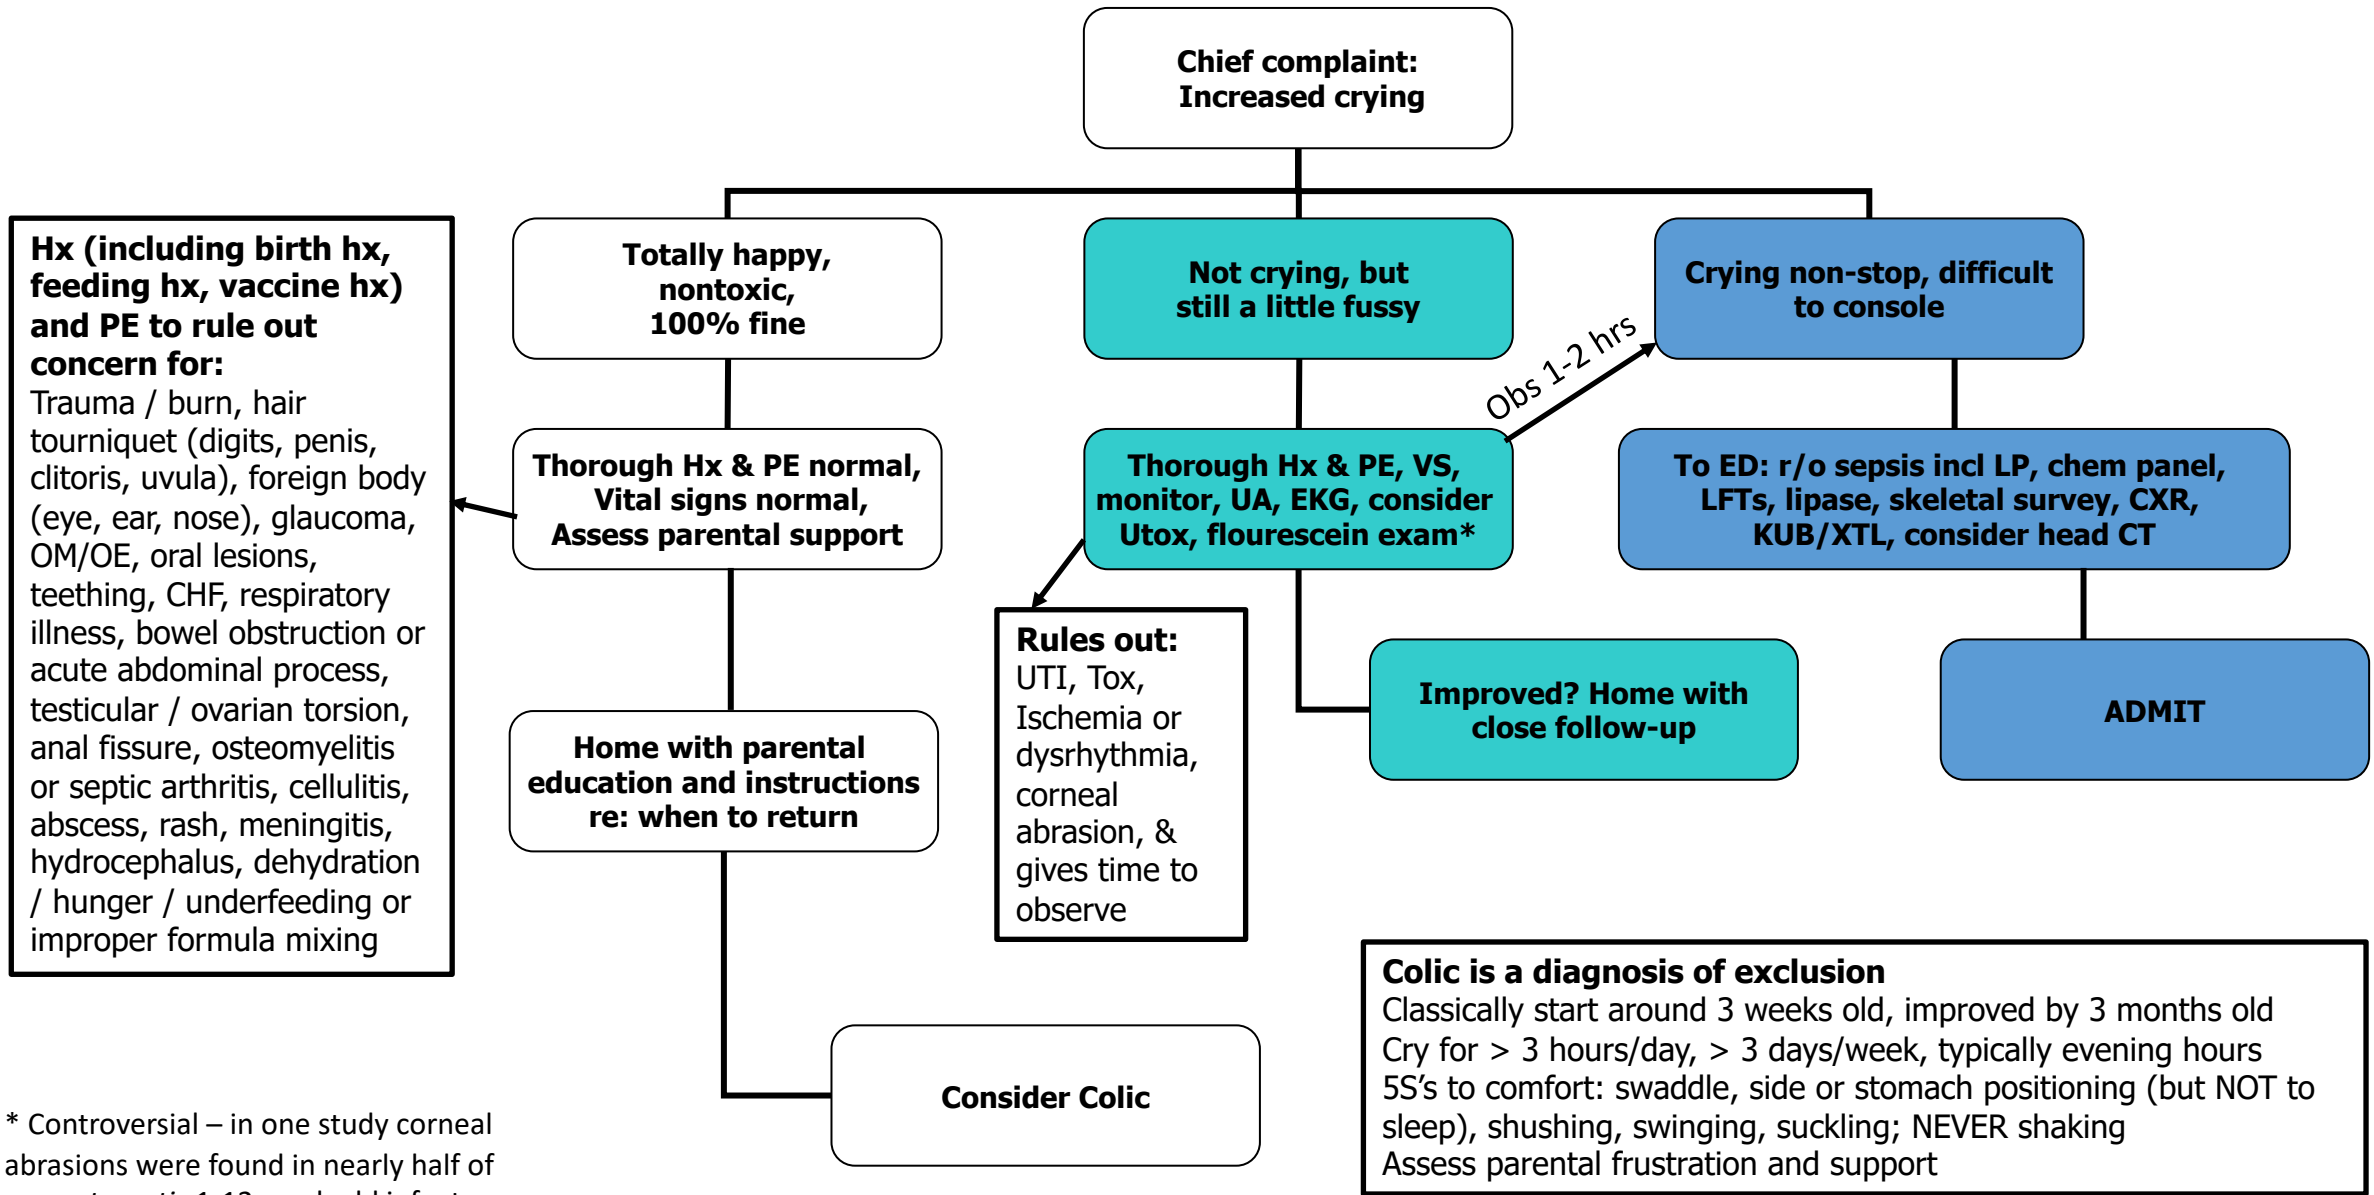 Chief complaint:
Increased crying
Hx (including birth hx,
feeding hx, vaccine hx)
and PE to rule out
concern for:
Trauma / burn, hair
tourniquet (digits, penis,
clitoris, uvula), foreign body
(eye, ear, nose), glaucoma,
OM/OE, oral lesions,
teething, CHF, respiratory
illness, bowel obstruction or
acute abdominal process,
testicular / ovarian torsion,
anal fissure, osteomyelitis
or septic arthritis, cellulitis,
abscess, rash, meningitis,
hydrocephalus, dehydration
/ hunger / underfeeding or
improper formula mixing
Totally happy,
nontoxic,
100% fine
Thorough Hx & PE normal,
Vital signs normal,
Assess parental support
Home with parental
education and instructions
re: when to return
Consider Colic
Not crying, but
still a little fussy
Thorough Hx & PE, VS,
monitor, UA, EKG, consider
Utox, flourescein exam*
Obs 1-2 hrs
Rules out:
UTI, Tox,
Ischemia or
dysrhythmia,
corneal
abrasion, &
gives time to
observe
Improved? Home with
close follow-up
Crying non-stop, difficult
to console
To ED: r/o sepsis incl LP, chem panel,
LFTs, lipase, skeletal survey, CXR,
KUB/XTL, consider head CT
ADMIT
Colic is a diagnosis of exclusion
Classically start around 3 weeks old, improved by 3 months old
Cry for > 3 hours/day, > 3 days/week, typically evening hours
5S's to comfort: swaddle, side or stomach positioning (but NOT to
sleep), shushing, swinging, suckling; NEVER shaking
Assess parental frustration and support
* Controversial – in one study corneal
abrasions were found in nearly half of